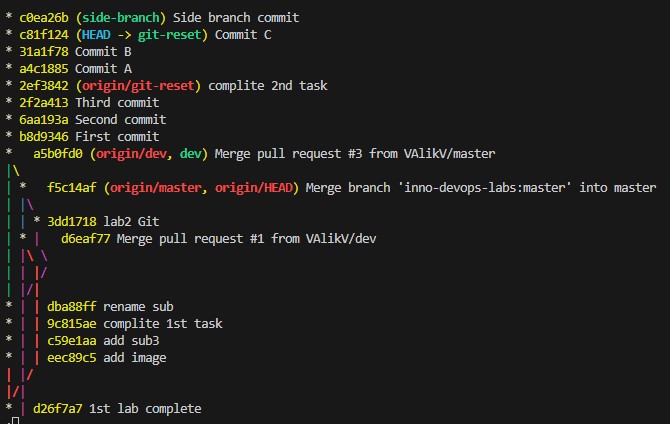 * c0ea26b (side-branch) Side branch commit
* c81f124 (HEAD -> git-reset) Commit C
* 31a1f78 Commit B
* a4c1885 Commit A
* 2ef3842 (origin/git-reset) complite 2nd task
* 2f2a413 Third commit
* 6aa193a Second commit
* b8d9346 First commit
*   a5b0fd0 (origin/dev, dev) Merge pull request #3 from VAlikV/master
|\
| *   f5c14af (origin/master, origin/HEAD) Merge branch 'inno-devops-labs:master' into master
| |\
| | * 3dd1718 lab2 Git
| * |   d6eaf77 Merge pull request #1 from VAlikV/dev
| |\ \
| | |/
| |/|
* | | dba88ff rename sub
* | | 9c815ae complite 1st task
* | | c59e1aa add sub3
* | | eec89c5 add image
| |/
|/|
* | d26f7a7 1st lab complete
: